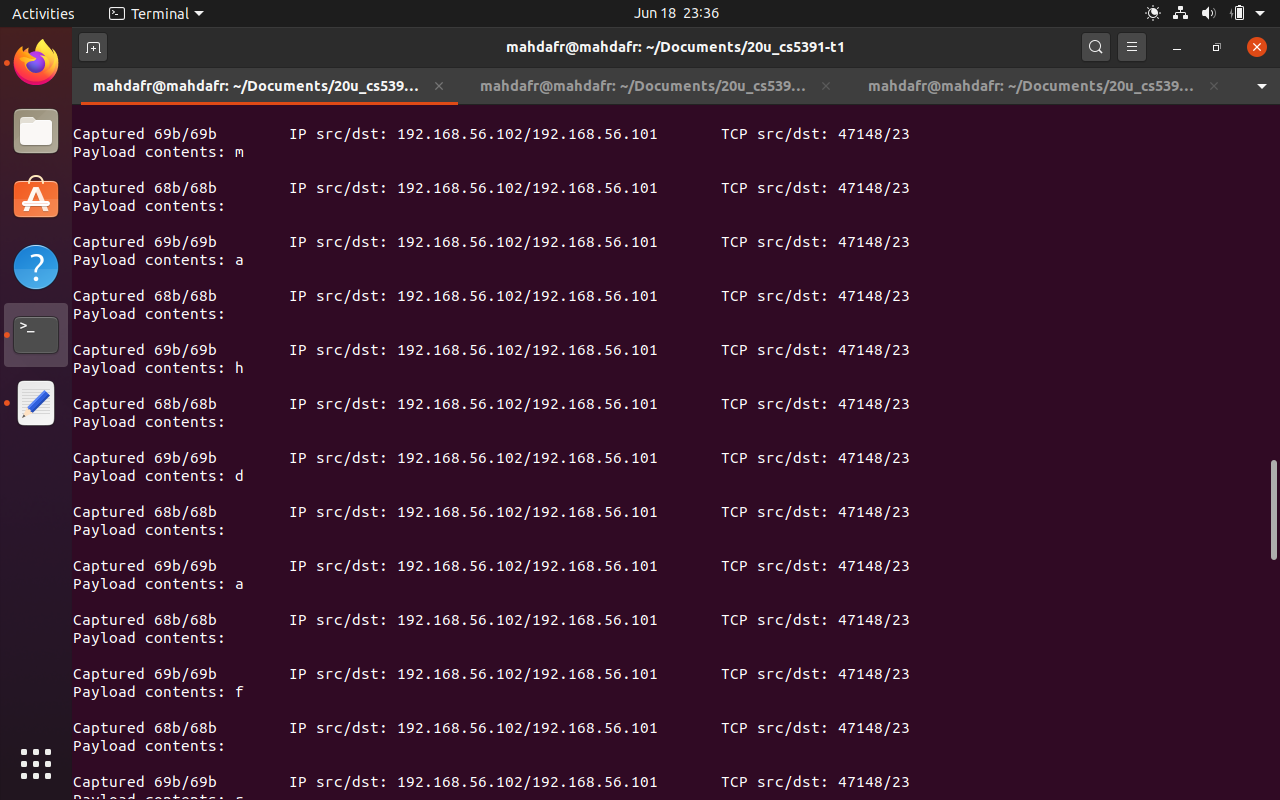 Activities Terminal Jun 18 23:36
mahdafr@mahdafr: ~/Documents/20u_cs5391-t1
mahdafr@mahdafr: ~/Documents/20u_cs539... mahdafr@mahdafr: ~/Documents/20u_cs539... mahdafr@mahdafr: ~/Documents/20u_cs539...
Captured 69b/69b IP src/dst: 192.168.56.102/192.168.56.101 TCP src/dst: 47148/23
Payload contents: m
Captured 68b/68b IP src/dst: 192.168.56.102/192.168.56.101 TCP src/dst: 47148/23
Payload contents:
Captured 69b/69b IP src/dst: 192.168.56.102/192.168.56.101 TCP src/dst: 47148/23
Payload contents: a
Captured 68b/68b IP src/dst: 192.168.56.102/192.168.56.101 TCP src/dst: 47148/23
Payload contents:
Captured 69b/69b IP src/dst: 192.168.56.102/192.168.56.101 TCP src/dst: 47148/23
Payload contents: h
Captured 68b/68b IP src/dst: 192.168.56.102/192.168.56.101 TCP src/dst: 47148/23
Payload contents:
Captured 69b/69b IP src/dst: 192.168.56.102/192.168.56.101 TCP src/dst: 47148/23
Payload contents: d
Captured 68b/68b IP src/dst: 192.168.56.102/192.168.56.101 TCP src/dst: 47148/23
Payload contents:
Captured 69b/69b IP src/dst: 192.168.56.102/192.168.56.101 TCP src/dst: 47148/23
Payload contents: a
Captured 68b/68b IP src/dst: 192.168.56.102/192.168.56.101 TCP src/dst: 47148/23
Payload contents:
Captured 69b/69b IP src/dst: 192.168.56.102/192.168.56.101 TCP src/dst: 47148/23
Payload contents: f
Captured 68b/68b IP src/dst: 192.168.56.102/192.168.56.101 TCP src/dst: 47148/23
Payload contents:
Captured 69b/69b IP src/dst: 192.168.56.102/192.168.56.101 TCP src/dst: 47148/23
Payload contents: